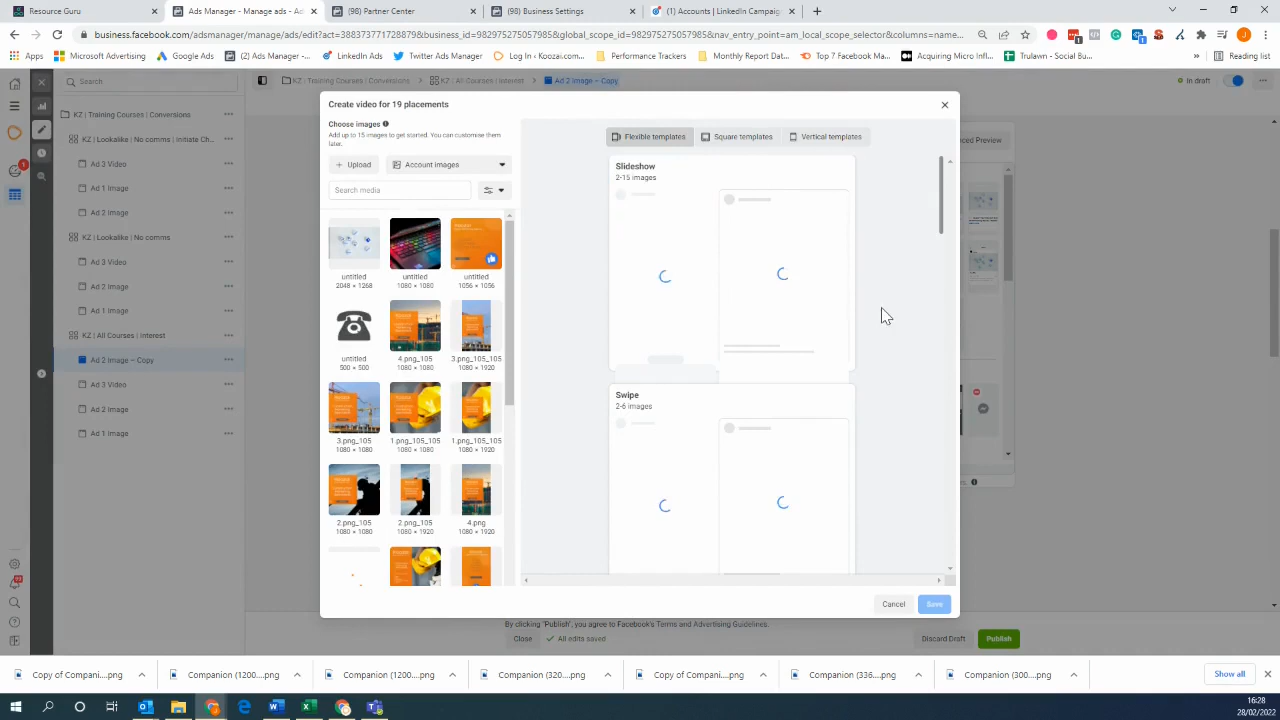 Resource Guru
Ads Manager - Manage ads - Ads
(98) Partner Center
(98) Business Settings
(1) Accounts | LinkedIn Campaig
business.facebook.com/adsmanager/manage/ads/edit?act=388373771728879&business_id=982975275057985&global_scope_id=982975275057985&nav_entry_point=am_local_scope_selector&columns=name...
Apps
Microsoft Advertising
Google Ads
(2) Ads Manager - A...
LinkedIn Ads
Twitter Ads
Log in - Koozai.com...
Performance Trackers
Monthly Report Dat...
Top 7 Facebook Ma...
Acquiring Micro Infl...
Trulawn - Social Bu...
Reading list
Search
KZ | Training Courses | Conversions
KZ | All Courses | Interest
Ad 2 Image – Copy
In draft
KZ | Training Courses | Conversions
KZ | Lookalike | No comms | Initiate Ch...
Ad 3 Video
Ad 1 Image
Ad 2 Image
KZ | Lookalike | No comms
Ad 3 Video
Ad 2 Image
Ad 1 Image
KZ | All Courses | Interest
Ad 2 Image – Copy
Ad 3 Video
Ad 2 Image
Ad 1 Image
Create video for 19 placements
Choose images
Add up to 15 images to get started. You can customise them
later.
Upload
Account images
Search media
untitled
2048 × 1268
untitled
1080 × 1080
untitled
1056 × 1056
untitled
500 × 500
4.png_105
1080 × 1080
3.png_105_105
1080 × 1920
3.png_105
1080 × 1080
1.png_105_105
1080 × 1080
1.png_105_105
1080 × 1920
2.png_105
1080 × 1080
2.png_105
1080 × 1920
4.png
1080 × 1920
Flexible templates
Square templates
Vertical templates
Slideshow
2-15 images
Swipe
2-6 images
Cancel
Save
Preview
By clicking 'Publish', you agree to Facebook's Terms and Advertising Guidelines.
Close
All edits saved
Discard Draft
Publish
Copy of Compani....png
Companion (1200....png
Companion (1200....png
Companion (320....png
Copy of Compani....png
Companion (336....png
Companion (300....png
Show all
16:28
28/02/2022